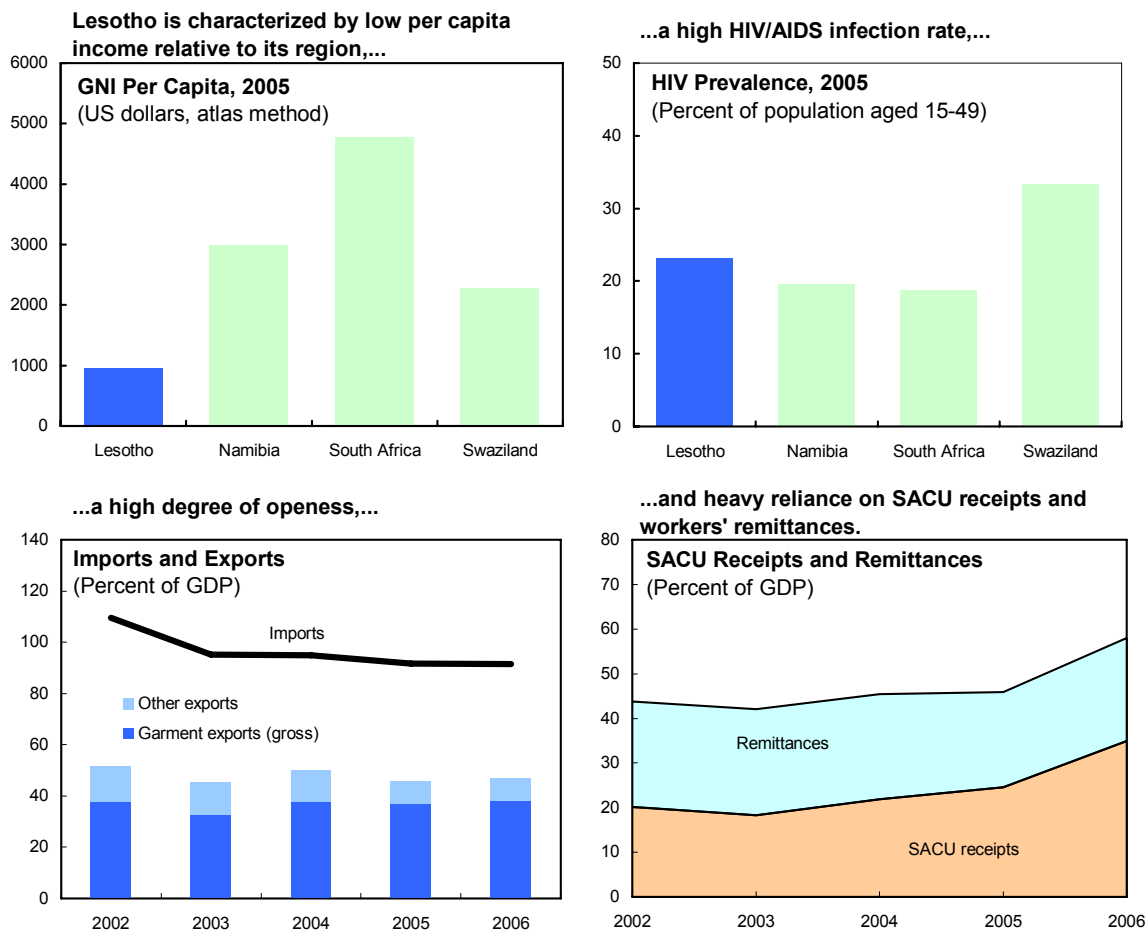 Lesotho is characterized by low per capita
income relative to its region,...
GNI Per Capita, 2005
(US dollars, atlas method)
6000
5000
4000
3000
2000
1000
0
Lesotho Namibia South Africa Swaziland
...a high HIV/AIDS infection rate,...
HIV Prevalence, 2005
(Percent of population aged 15-49)
50
40
30
20
10
0
Lesotho Namibia South Africa Swaziland
...a high degree of openess,...
Imports and Exports
(Percent of GDP)
140
120
100
80
60
40
20
0
Imports
Other exports
Garment exports (gross)
2002 2003 2004 2005 2006
...and heavy reliance on SACU receipts and
workers' remittances.
SACU Receipts and Remittances
(Percent of GDP)
80
70
60
50
40
30
20
10
0
Remittances
SACU receipts
2002 2003 2004 2005 2006